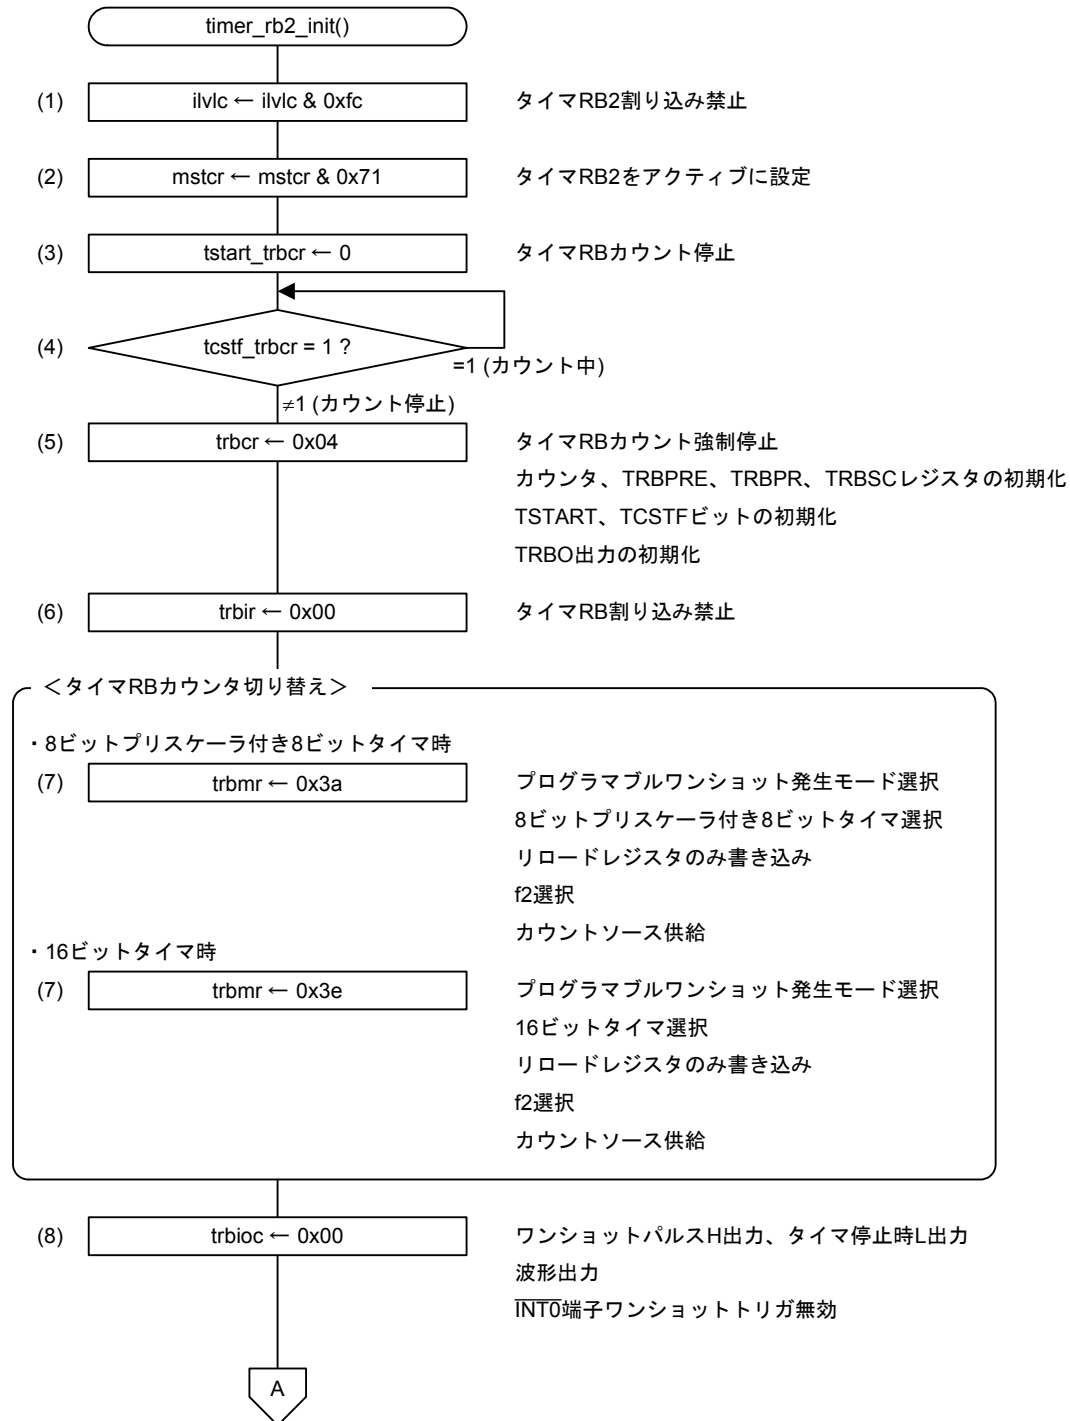 timer_rb2_init()
(1) ilvlc ← ilvlc & 0xfc タイマRB2割り込み禁止
(2) mstcr ← mstcr & 0x71 タイマRB2をアクティブに設定
(3) tstart_trbcr ← 0 タイマRBカウント停止
(4) tcstf_trbcr = 1 ?
=1 (カウント中)
≠1 (カウント停止)
(5) trbcr ← 0x04 タイマRBカウント強制停止
カウンタ、TRBPRE、TRBPR、TRBSCレジスタの初期化
TSTART、TCSTFビットの初期化
TRBO出力の初期化
(6) trbir ← 0x00 タイマRB割り込み禁止
＜タイマRBカウンタ切り替え＞
・8ビットプリスケーラ付き8ビットタイマ時
(7) trbmr ← 0x3a プログラマブルワンショット発生モード選択
8ビットプリスケーラ付き8ビットタイマ選択
リロードレジスタのみ書き込み
f2選択
カウントソース供給
・16ビットタイマ時
(7) trbmr ← 0x3e プログラマブルワンショット発生モード選択
16ビットタイマ選択
リロードレジスタのみ書き込み
f2選択
カウントソース供給
(8) trbioc ← 0x00 ワンショットパルスH出力、タイマ停止時L出力
波形出力
INT0端子ワンショットトリガ無効
A